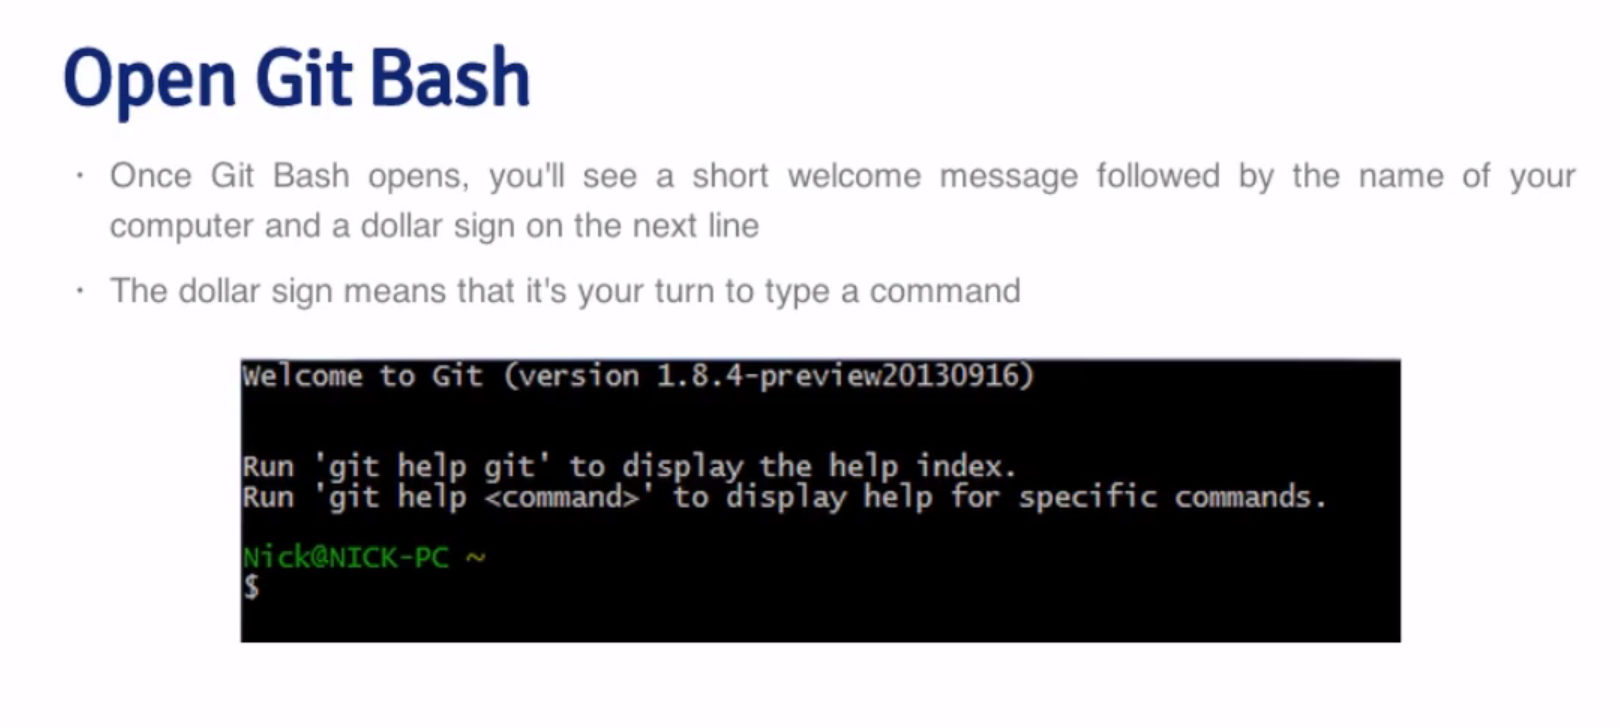 Open Git Bash
· Once Git Bash opens, you'll see a short welcome message followed by the name of your
computer and a dollar sign on the next line
· The dollar sign means that it's your turn to type a command
Welcome to Git (version 1.8.4-preview20130916)
Run 'git help git' to display the help index.
Run 'git help <command>' to display help for specific commands.
Nick@NICK-PC ~
$